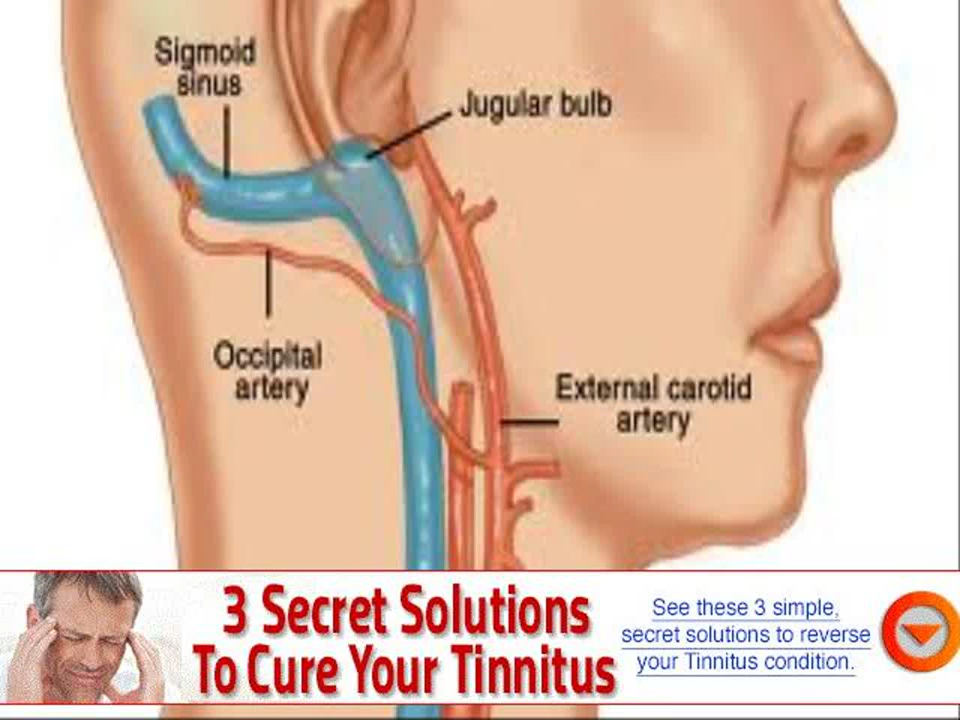 Sigmoid
sinus
Jugular bulb
Occipital
artery
External carotid
artery
3 Secret Solutions
To Cure Your Tinnitus
See these 3 simple,
secret solutions to reverse
your Tinnitus condition.